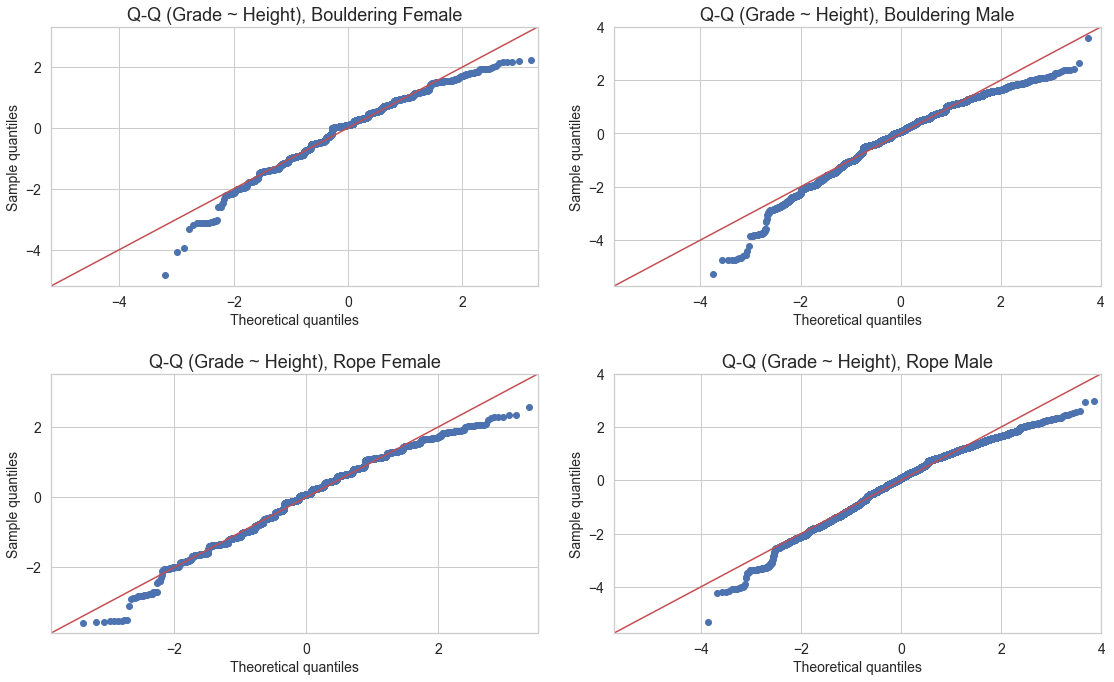 Q-Q (Grade ~ Height), Bouldering Female
2
0
−2
−4
Sample quantiles
−4 −2 0 2
Theoretical quantiles
Q-Q (Grade ~ Height), Bouldering Male
4
2
0
−2
−4
Sample quantiles
−4 −2 0 2 4
Theoretical quantiles
Q-Q (Grade ~ Height), Rope Female
2
0
−2
Sample quantiles
−2 0 2
Theoretical quantiles
Q-Q (Grade ~ Height), Rope Male
4
2
0
−2
−4
Sample quantiles
−4 −2 0 2 4
Theoretical quantiles